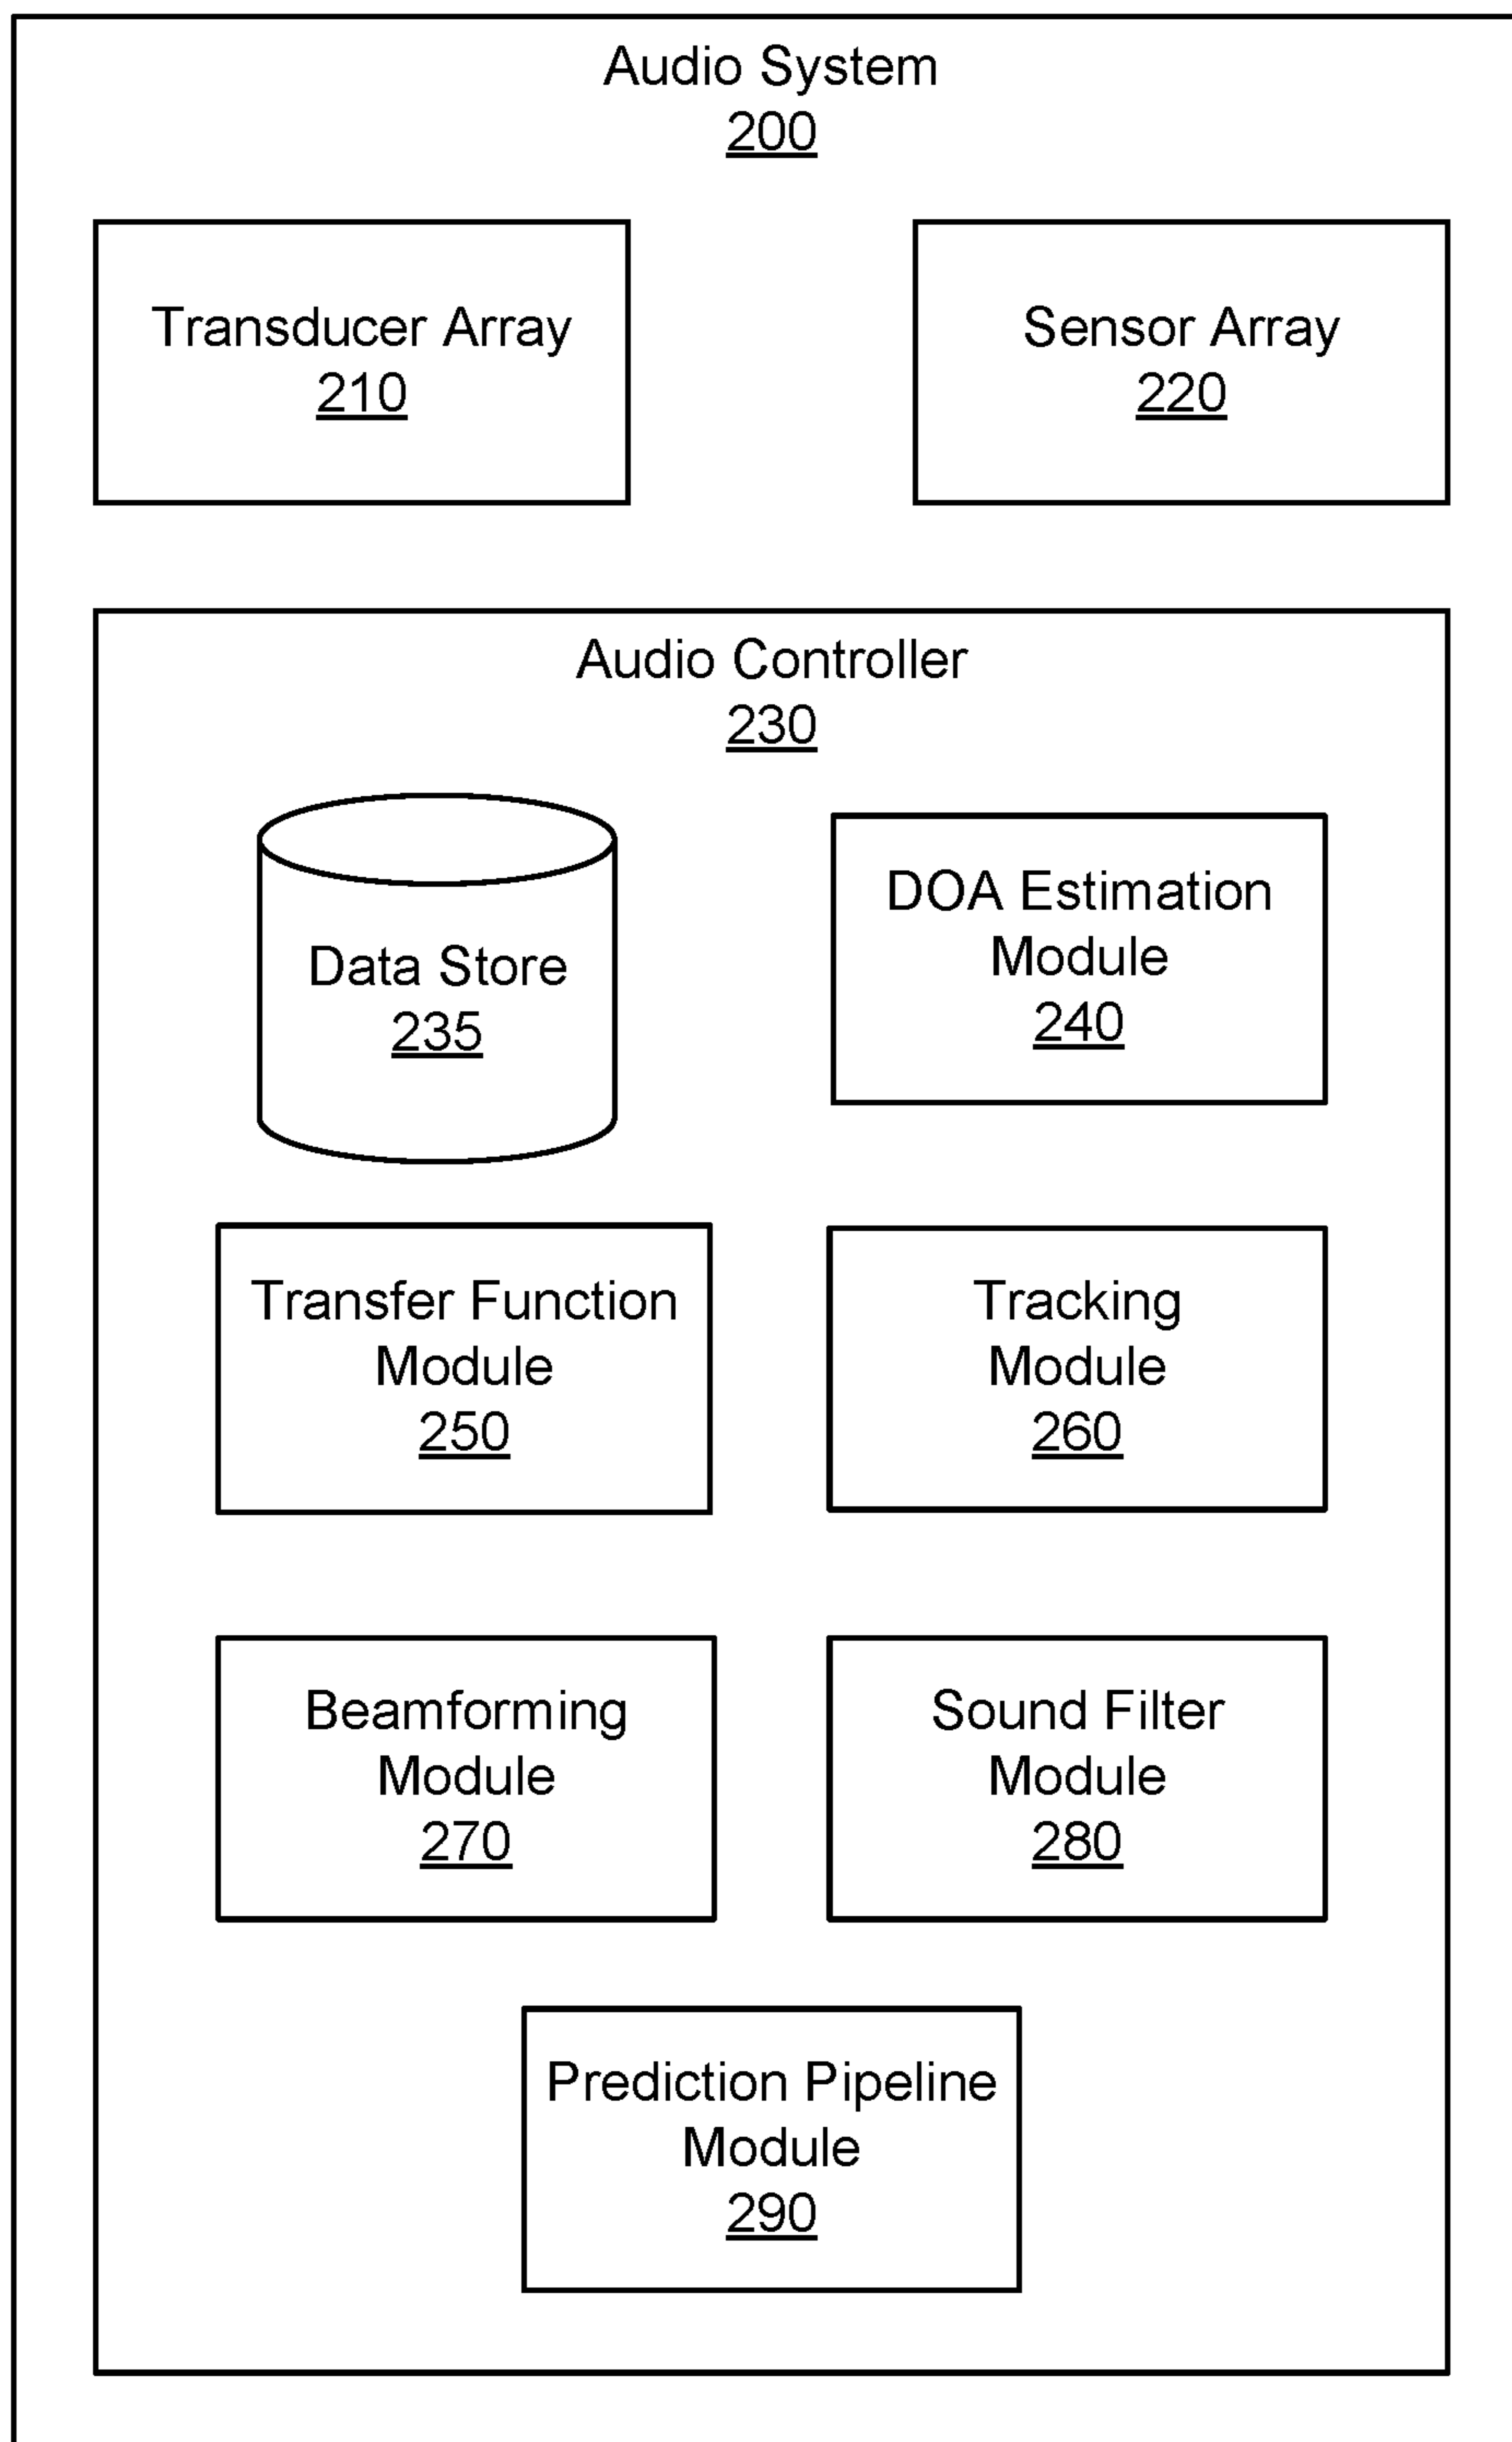 Audio System
200
Transducer Array
210
Sensor Array
220
Audio Controller
230
Data Store
235
DOA Estimation
Module
240
Transfer Function
Module
250
Tracking
Module
260
Beamforming
Module
270
Sound Filter
Module
280
Prediction Pipeline
Module
290